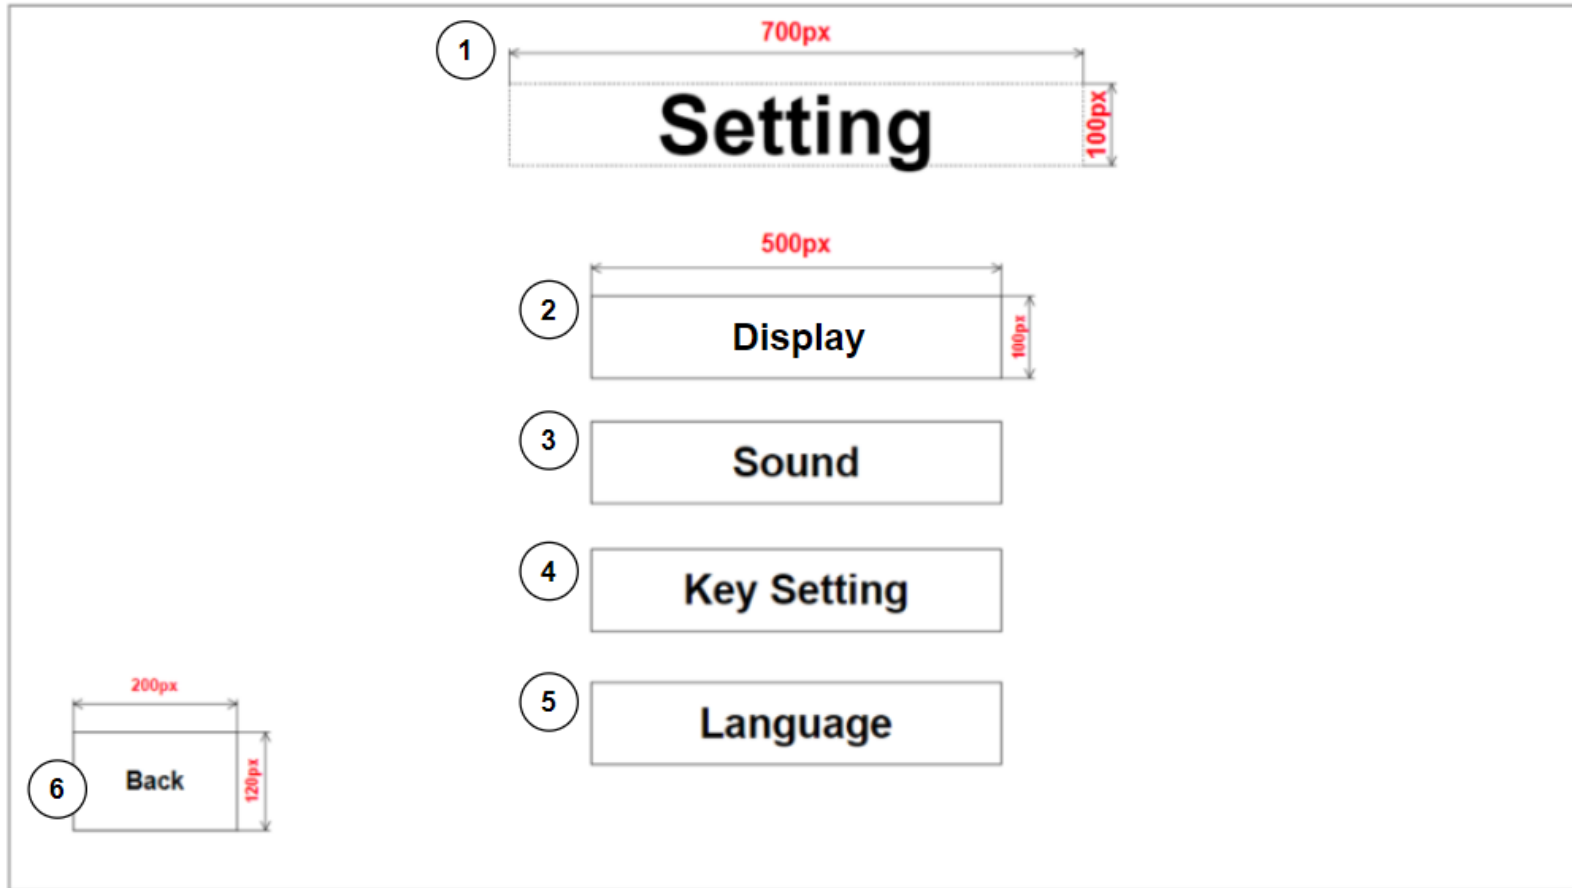 700px
1
Setting
100px
500px
2
Display
100px
3
Sound
4
Key Setting
5
Language
200px
6
Back
120px